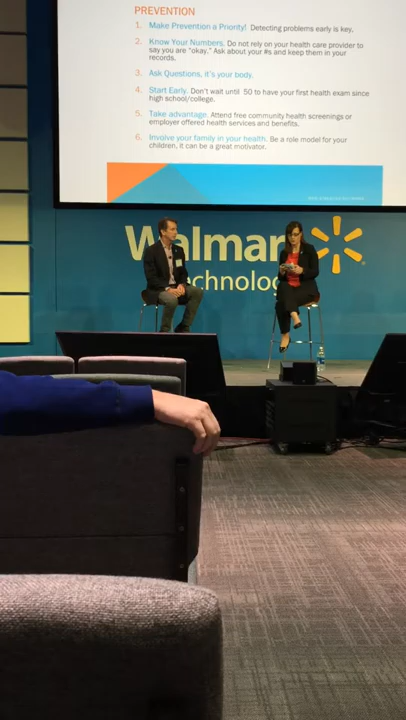 PREVENTION
1. Make Prevention a Priority! Detecting problems early is key.
2. Know Your Numbers. Do not rely on your health care provider to
say you are "okay." Ask about your #s and keep them in your
records.
3. Ask Questions, it's your body.
4. Start Early. Don't wait until 50 to have your first health exam since
high school/college.
5. Take advantage. Attend free community health screenings or
employer offered health services and benefits.
6. Involve your family in your health. Be a role model for your
children, it can be a great motivator.
Walmar
echnolog